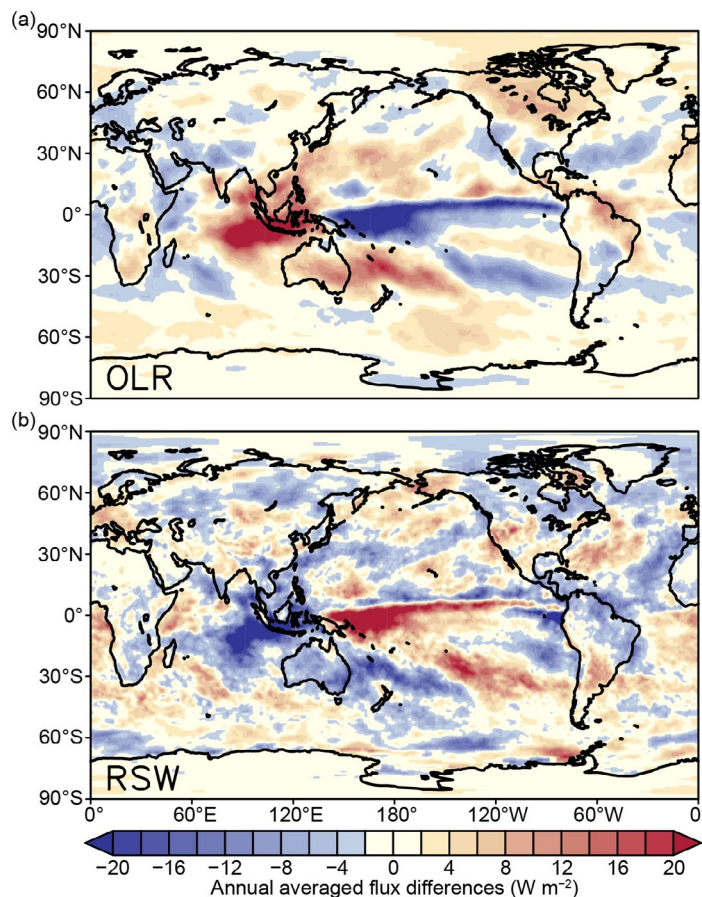 (a)
90°N
60°N
30°N
0°
30°S
60°S
90°S
OLR
(b)
90°N
60°N
30°N
0°
30°S
60°S
90°S
RSW
0° 60°E 120°E 180° 120°W 60°W 0
−20 −16 −12 −8 −4 0 4 8 12 16 20
Annual averaged flux differences (W m⁻²)